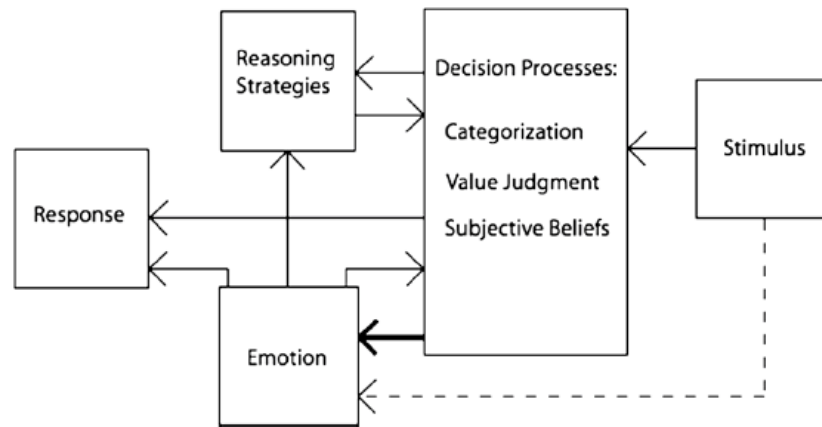 Reasoning
Strategies
Decision Processes:
Categorization
Value Judgment
Subjective Beliefs
Stimulus
Response
Emotion